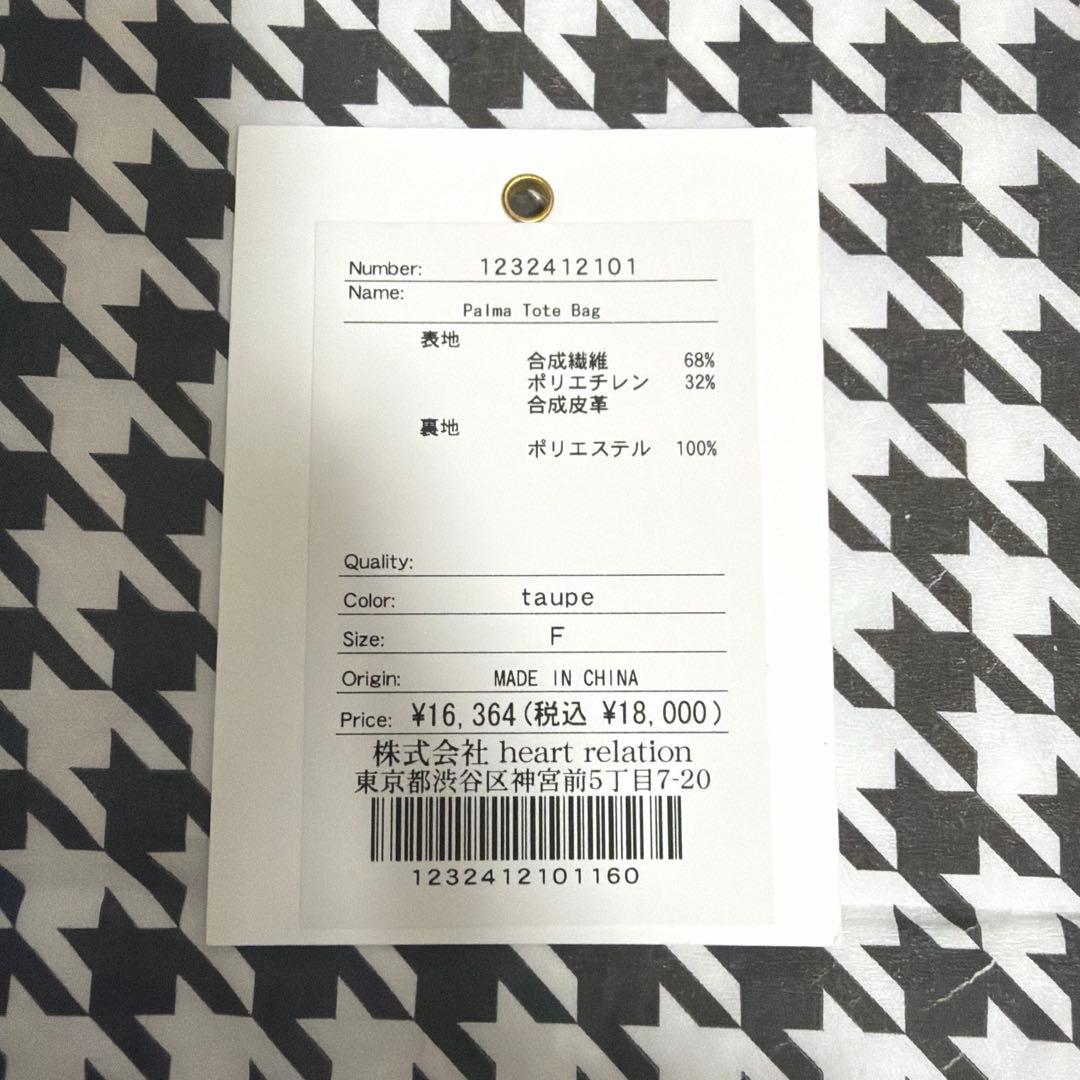 Number: 1232412101
Name:
Palma Tote Bag
表地
合成繊維 68%
ポリエチレン 32%
合成皮革
裏地
ポリエステル 100%
Quality:
Color: taupe
Size: F
Origin: MADE IN CHINA
Price: ¥16,364(税込 ¥18,000)
株式会社 heart relation
東京都渋谷区神宮前5丁目7-20
1232412101160